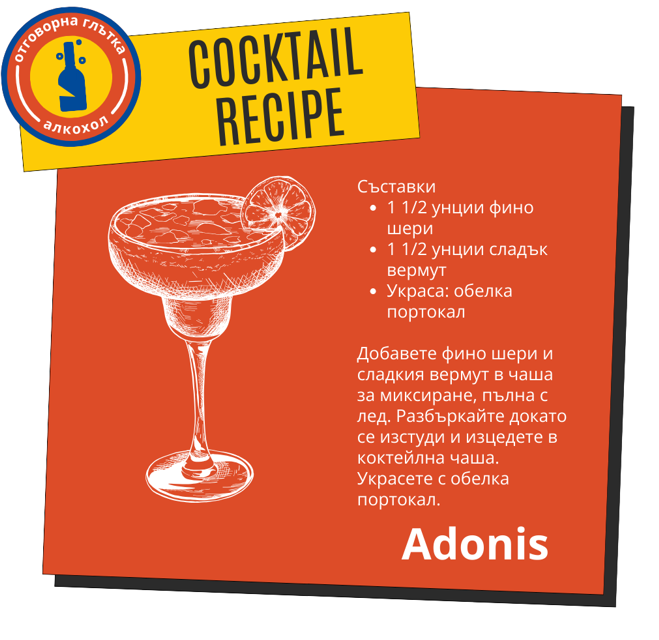 отговорна глътка
алкохол
COCKTAIL
RECIPE
Съставки
• 1 1/2 унции фино
шери
• 1 1/2 унции сладък
вермут
• Украса: обелка
портокал
Добавете фино шери и
сладкия вермут в чаша
за миксиране, пълна с
лед. Разбъркайте докато
се изстуди и изцедете в
коктейлна чаша.
Украсете с обелка
портокал.
Adonis